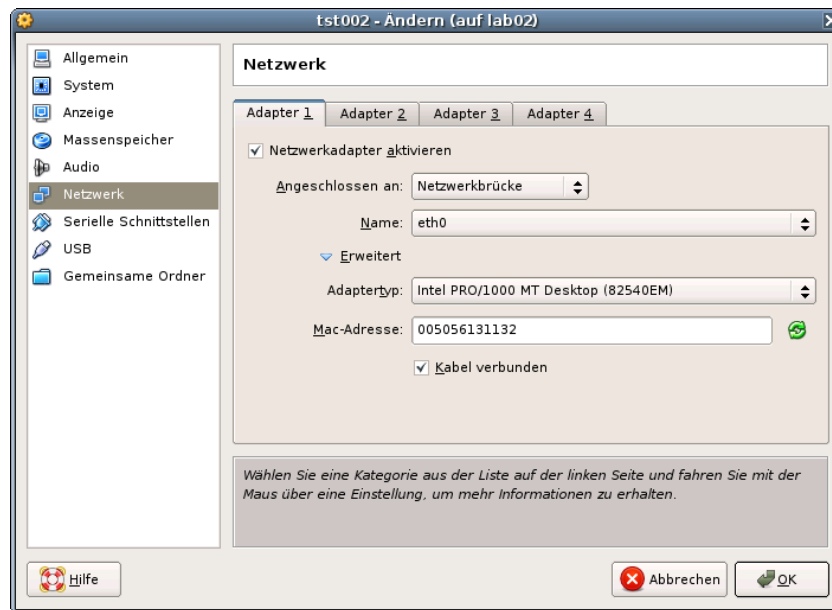 tst002 - Ändern (auf lab02)
Allgemein
System
Anzeige
Massenspeicher
Audio
Netzwerk
Serielle Schnittstellen
USB
Gemeinsame Ordner
Netzwerk
Adapter 1 Adapter 2 Adapter 3 Adapter 4
Netzwerkadapter aktivieren
Angeschlossen an: Netzwerkbrücke
Name: eth0
Erweitert
Adaptertyp: Intel PRO/1000 MT Desktop (82540EM)
Mac-Adresse: 005056131132
Kabel verbunden
Wählen Sie eine Kategorie aus der Liste auf der linken Seite und fahren Sie mit der
Maus über eine Einstellung, um mehr Informationen zu erhalten.
Hilfe Abbrechen OK